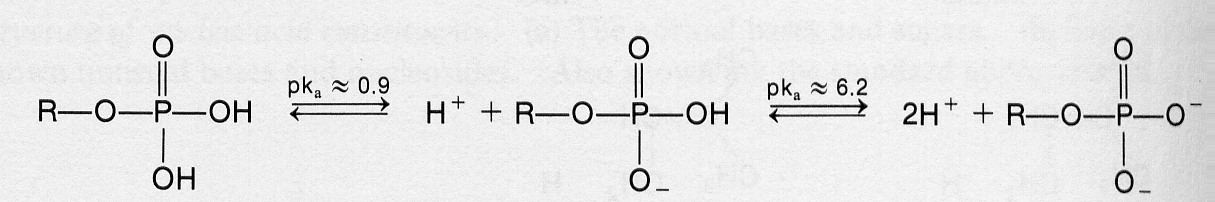 O O O
|| || ||
R—O—P—OH pkₐ ≈ 0.9 ⇌ H⁺ + R—O—P—OH pkₐ ≈ 6.2 ⇌ 2H⁺ + R—O—P—O⁻
| | |
OH O₋ O₋